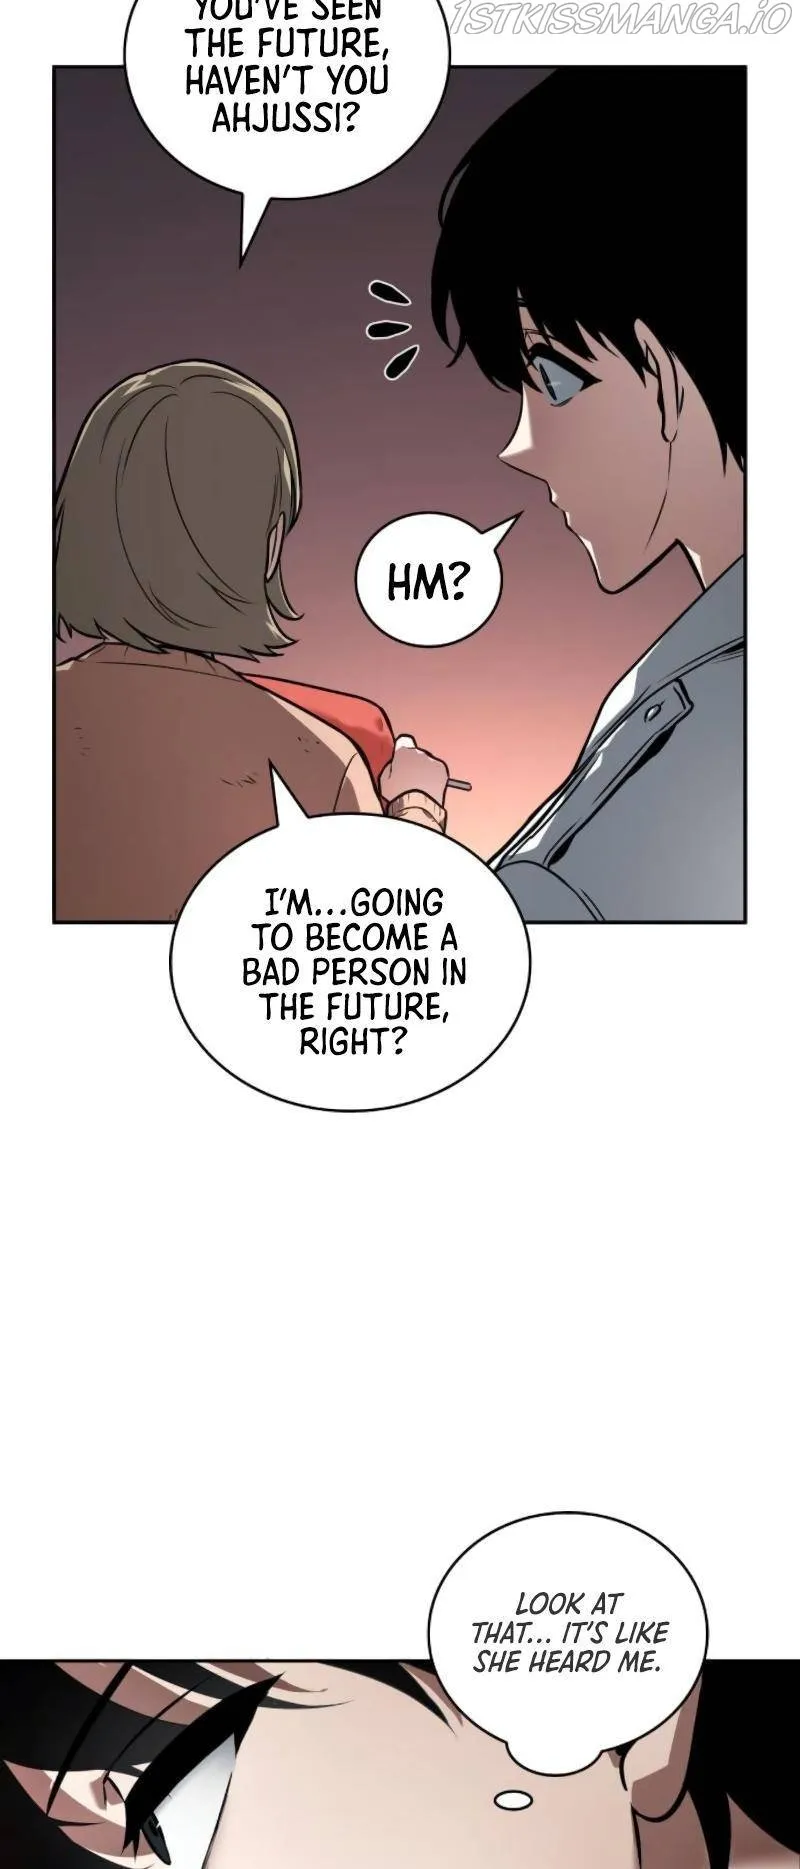 1STKISSMANGA.IO
YOU'VE SEEN
THE FUTURE,
HAVEN'T YOU
AHJUSSI?
HM?
I'M...GOING
TO BECOME A
BAD PERSON IN
THE FUTURE,
RIGHT?
LOOK AT
THAT... IT'S LIKE
SHE HEARD ME.